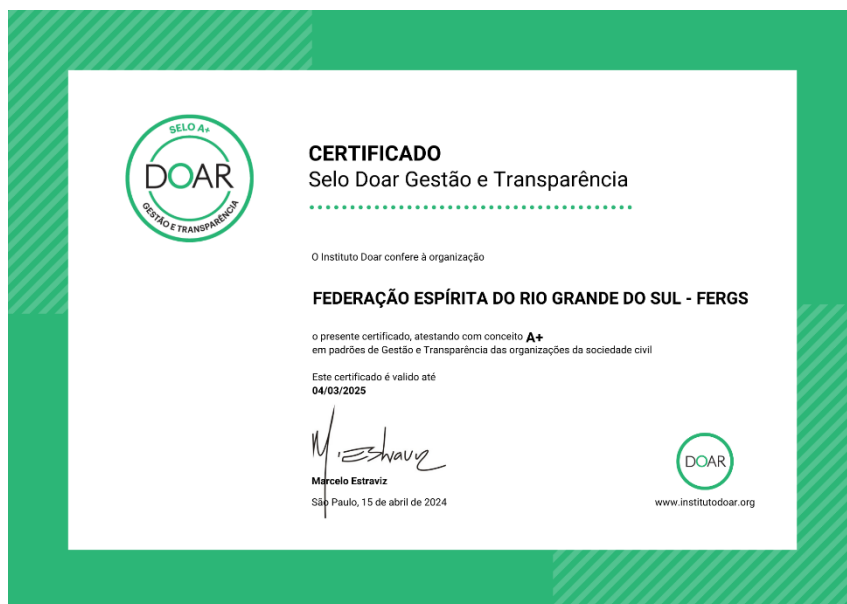 SELO A+
DOAR
GESTÃO E TRANSPARÊNCIA
CERTIFICADO
Selo Doar Gestão e Transparência
O Instituto Doar confere à organização
FEDERAÇÃO ESPÍRITA DO RIO GRANDE DO SUL - FERGS
o presente certificado, atestando com conceito A+
em padrões de Gestão e Transparência das organizações da sociedade civil
Este certificado é valido até
04/03/2025
M. Estraviz
Marcelo Estraviz
São Paulo, 15 de abril de 2024
DOAR
www.institutodoar.org